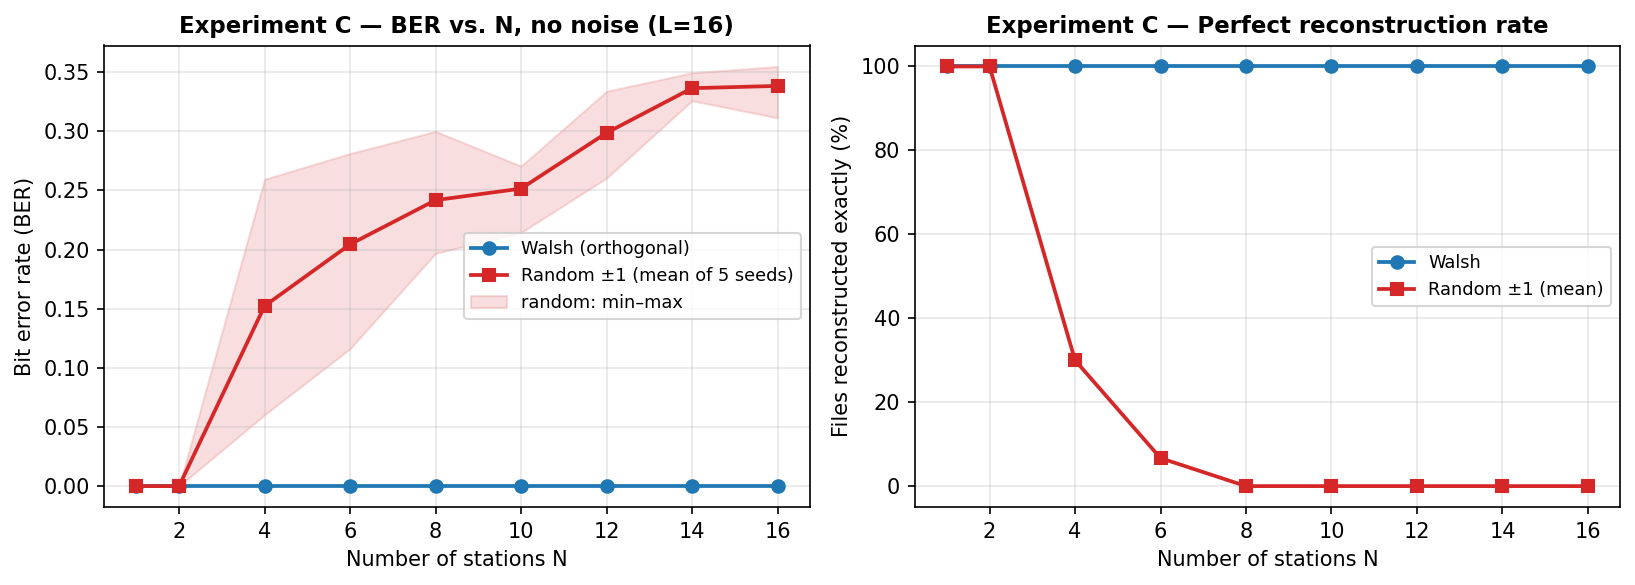 Experiment C — BER vs. N, no noise (L=16)
Bit error rate (BER)
0.35
0.30
0.25
0.20
0.15
0.10
0.05
0.00
Walsh (orthogonal)
Random ±1 (mean of 5 seeds)
random: min–max
2 4 6 8 10 12 14 16
Number of stations N
Experiment C — Perfect reconstruction rate
Files reconstructed exactly (%)
100
80
60
40
20
0
Walsh
Random ±1 (mean)
2 4 6 8 10 12 14 16
Number of stations N